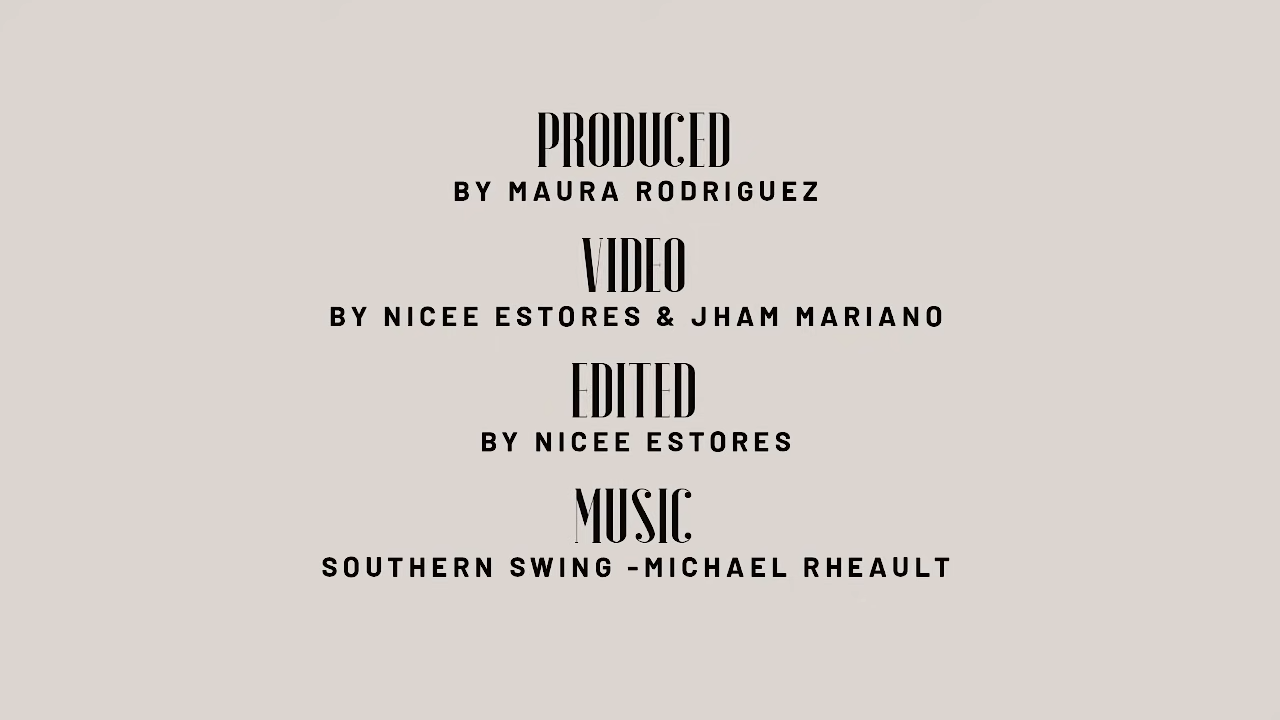 PRODUCED
BY MAURA RODRIGUEZ
VIDEO
BY NICEE ESTORES & JHAM MARIANO
EDITED
BY NICEE ESTORES
MUSIC
SOUTHERN SWING -MICHAEL RHEAULT